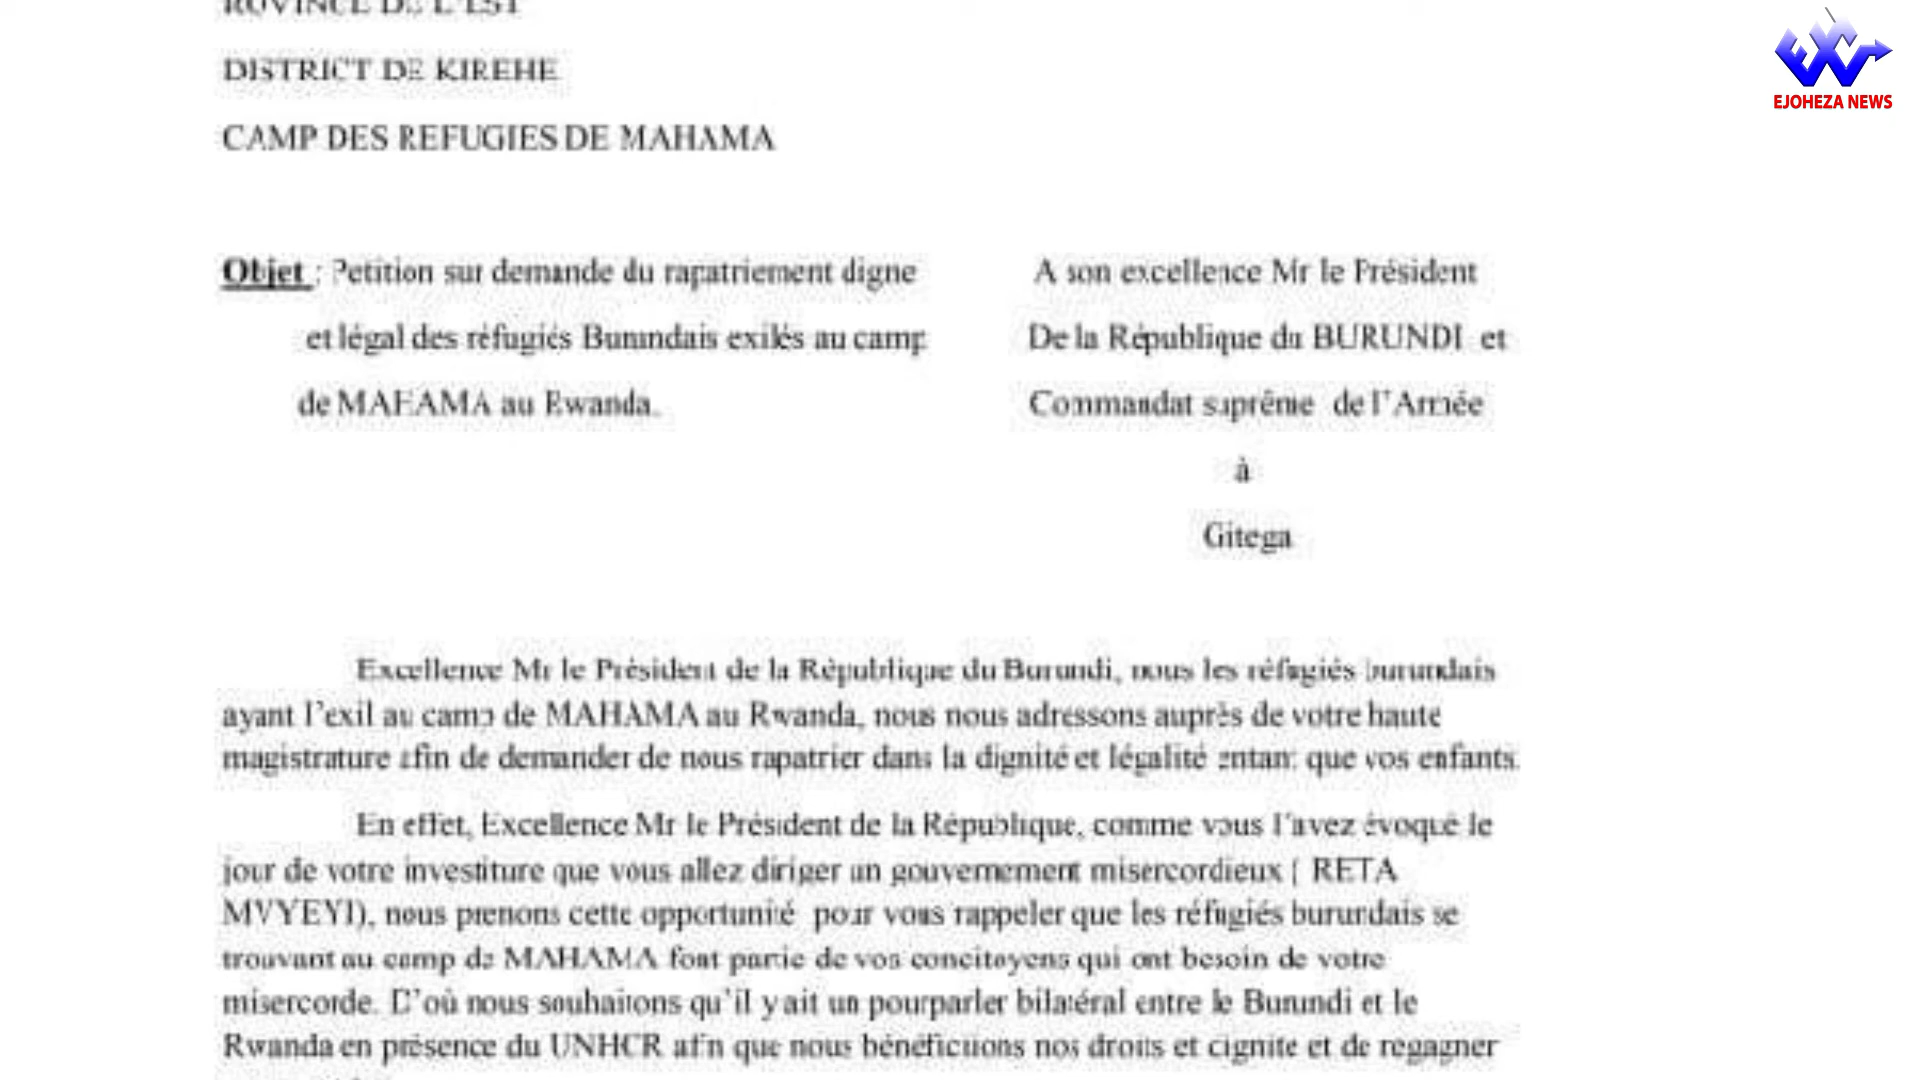 ROVINCE DE L'EST
DISTRICT DE KIREHE
CAMP DES REFUGIES DE MAHAMA
EJOHEZA NEWS
Objet : Petition sur demande du rapatriement digne
et légal des réfugiés Burundais exilés au camp
de MAHAMA au Rwanda.
A son excellence Mr le Président
De la République du BURUNDI et
Commandat suprême de l'Armée
à
Gitega
Excellence Mr le Président de la République du Burundi, nous les réfugiés burundais
ayant l'exil au camp de MAHAMA au Rwanda, nous nous adressons auprès de votre haute
magistrature afin de demander de nous rapatrier dans la dignité et légalité entant que vos enfants.
En effet, Excellence Mr le Président de la République, comme vous l'avez évoqué le
jour de votre investiture que vous allez diriger un gouvernement misercordieux ( RETA
MVYEYI), nous prenons cette opportunité pour vous rappeler que les réfugiés burundais se
trouvant au camp de MAHAMA font partie de vos concitoyens qui ont besoin de votre
misercorde. D'où nous souhaitons qu'il y ait un pourparler bilatéral entre le Burundi et le
Rwanda en présence du UNHCR afin que nous bénéficiions nos droits et dignité et de regagner